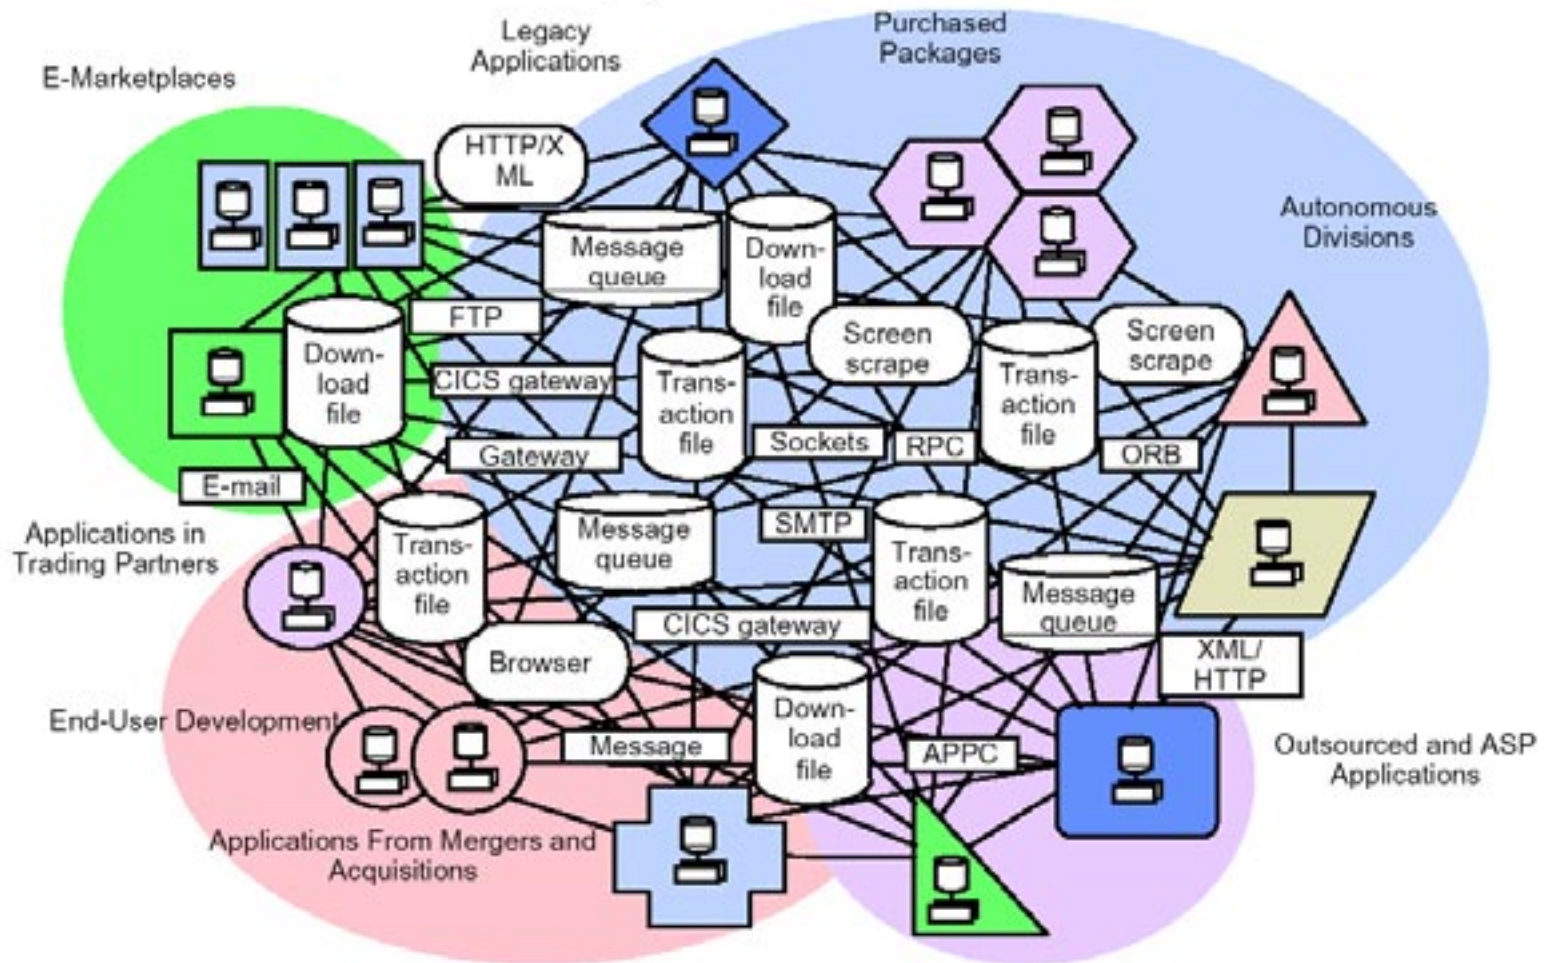 Legacy
Applications
Purchased
Packages
E-Marketplaces
HTTP/X
ML
Autonomous
Divisions
Message
queue
Down-
load
file
FTP
Screen
scrape
Screen
scrape
Down-
load
file
CICS gateway
Trans-
action
file
Trans-
action
file
Gateway
Sockets
RPC
ORB
E-mail
Applications in
Trading Partners
Trans-
action
file
Message
queue
SMTP
Trans-
action
file
Message
queue
CICS gateway
Browser
XML/
HTTP
End-User Development
Message
Down-
load
file
APPC
Outsourced and ASP
Applications
Applications From Mergers and
Acquisitions